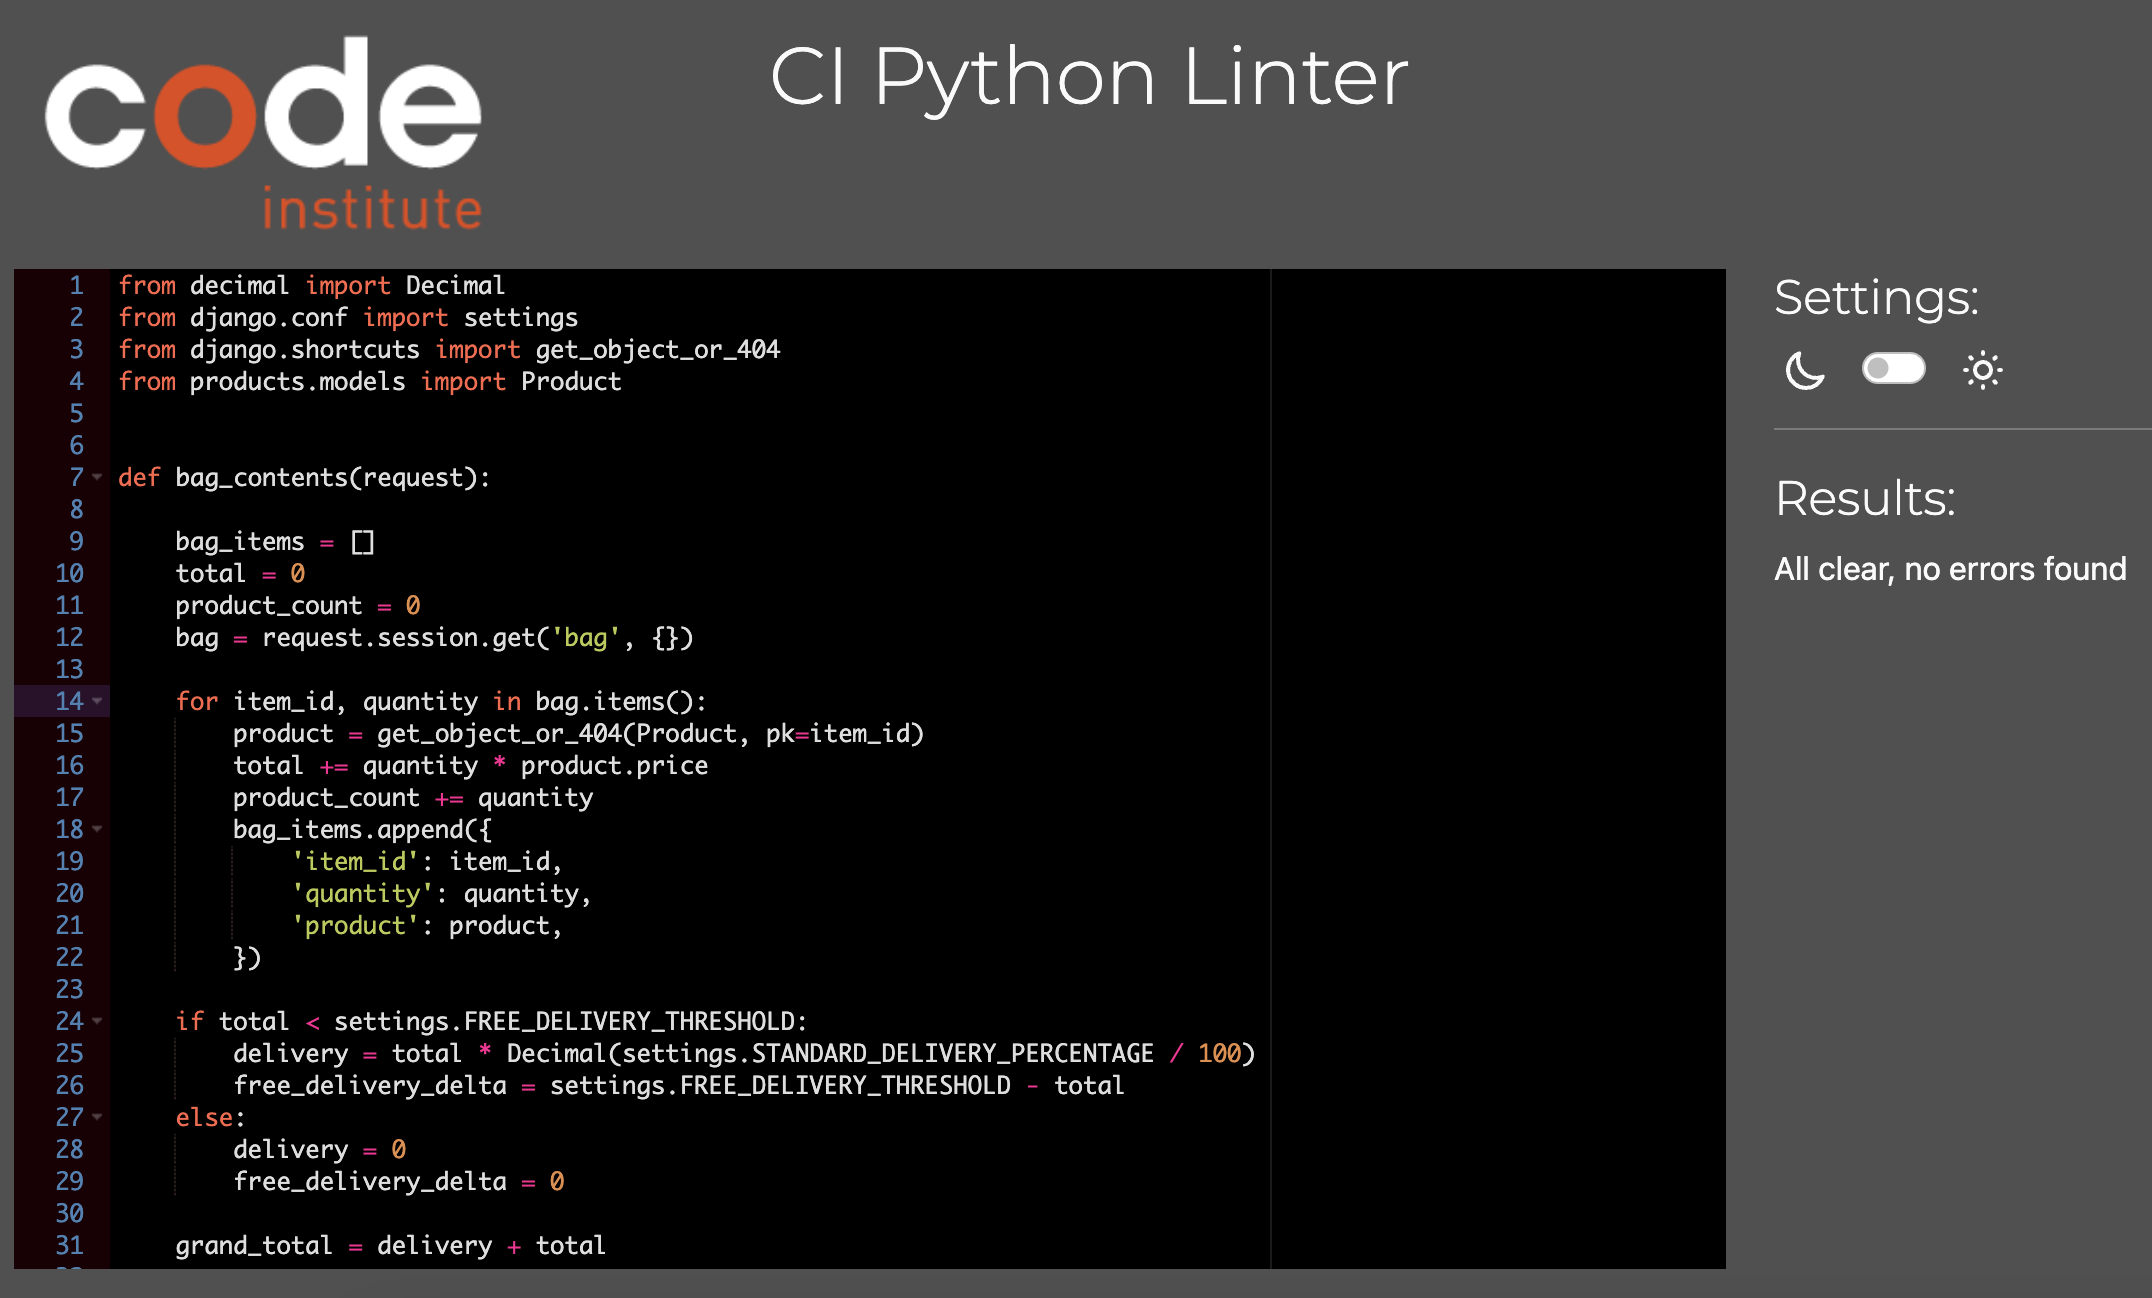 code
institute
CI Python Linter
1 from decimal import Decimal
2 from django.conf import settings
3 from django.shortcuts import get_object_or_404
4 from products.models import Product
5
6
7 def bag_contents(request):
8
9     bag_items = []
10     total = 0
11     product_count = 0
12     bag = request.session.get('bag', {})
13
14     for item_id, quantity in bag.items():
15         product = get_object_or_404(Product, pk=item_id)
16         total += quantity * product.price
17         product_count += quantity
18         bag_items.append({
19             'item_id': item_id,
20             'quantity': quantity,
21             'product': product,
22         })
23
24     if total < settings.FREE_DELIVERY_THRESHOLD:
25         delivery = total * Decimal(settings.STANDARD_DELIVERY_PERCENTAGE / 100)
26         free_delivery_delta = settings.FREE_DELIVERY_THRESHOLD - total
27     else:
28         delivery = 0
29         free_delivery_delta = 0
30
31     grand_total = delivery + total
Settings:
Results:
All clear, no errors found